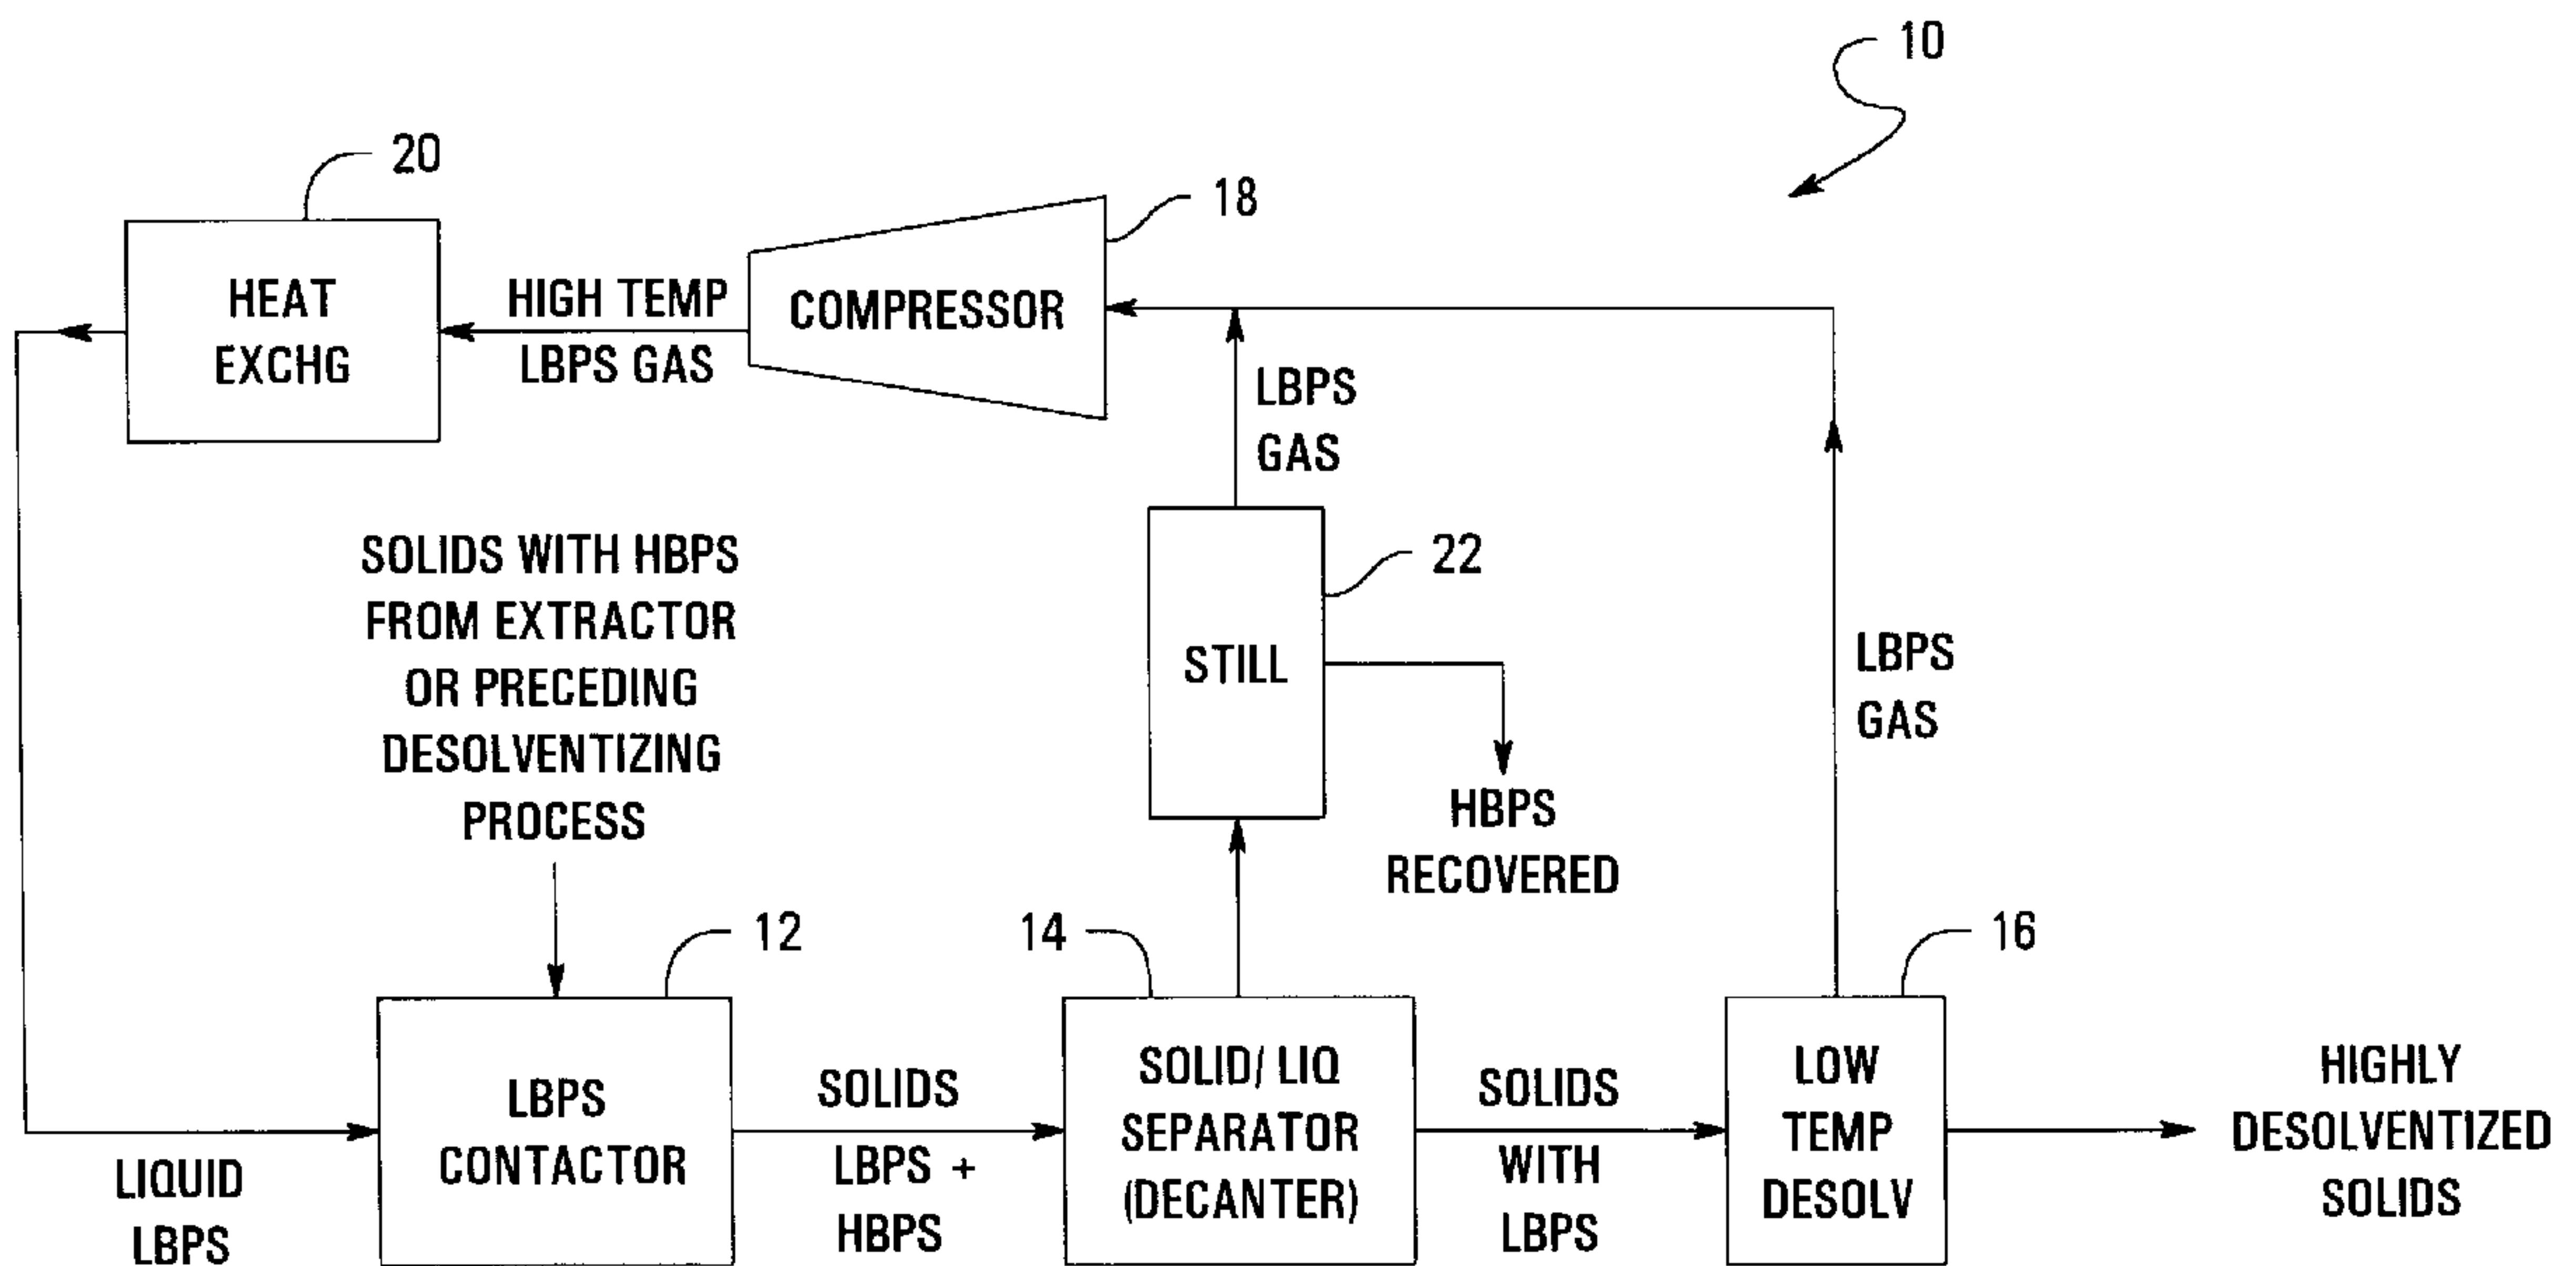 10
20
18
HEAT
EXCHG
HIGH TEMP
LBPS GAS
COMPRESSOR
LBPS
GAS
SOLIDS WITH HBPS
FROM EXTRACTOR
OR PRECEDING
DESOLVENTIZING
PROCESS
22
STILL
HBPS
RECOVERED
LBPS
GAS
12
14
16
LIQUID
LBPS
LBPS
CONTACTOR
SOLIDS
LBPS +
HBPS
SOLID/ LIQ
SEPARATOR
(DECANTER)
SOLIDS
WITH
LBPS
LOW
TEMP
DESOLV
HIGHLY
DESOLVENTIZED
SOLIDS